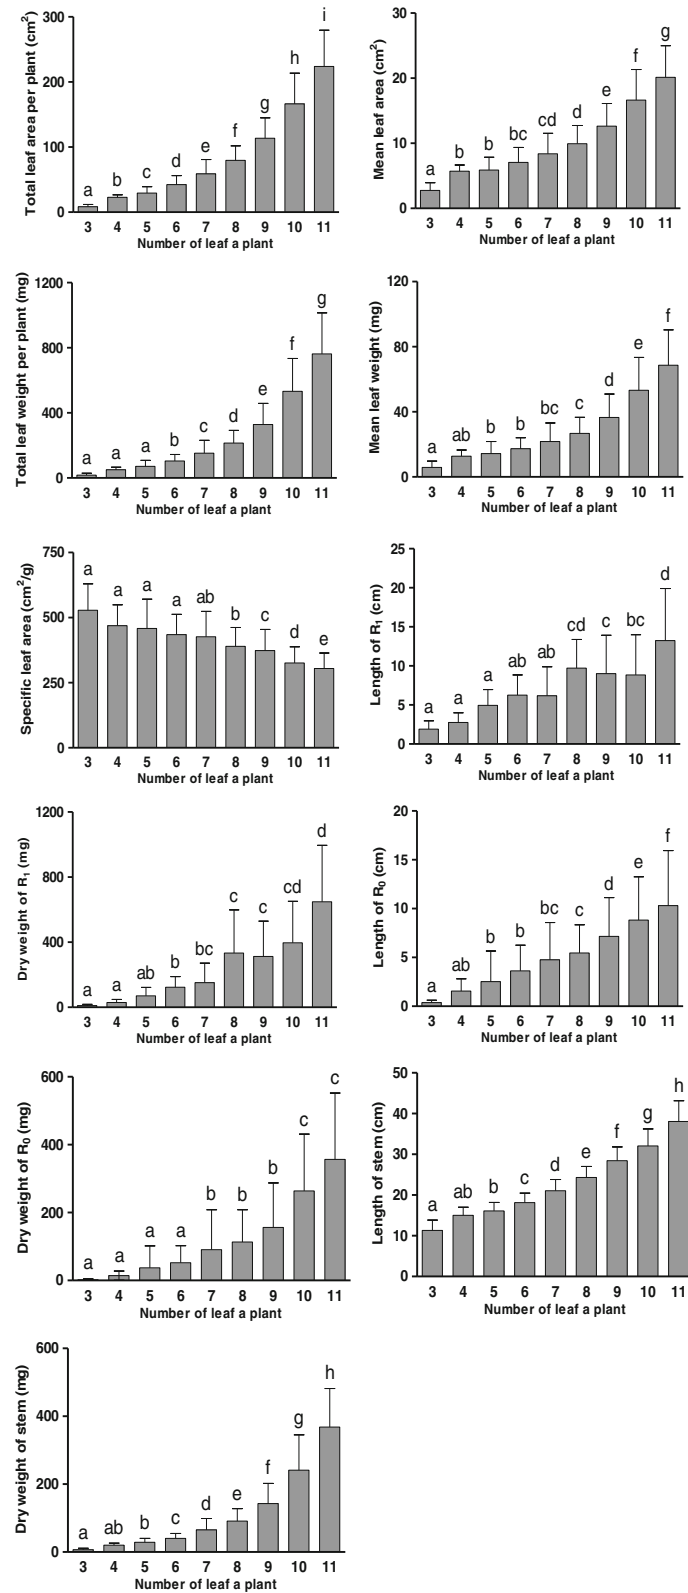 Total leaf area per plant (cm²)
300
200
100
0
a b c d e f g h i
3 4 5 6 7 8 9 10 11
Number of leaf a plant
Mean leaf area (cm²)
30
20
10
0
a b b bc cd d e f g
3 4 5 6 7 8 9 10 11
Number of leaf a plant
Total leaf weight per plant (mg)
1200
800
400
0
a a a b c d e f g
3 4 5 6 7 8 9 10 11
Number of leaf a plant
Mean leaf weight (mg)
120
80
40
0
a ab b b bc c d e f
3 4 5 6 7 8 9 10 11
Number of leaf a plant
Specific leaf area (cm²/g)
750
500
250
0
a a a a ab b c d e
3 4 5 6 7 8 9 10 11
Number of leaf a plant
Length of R₁ (cm)
25
20
15
10
5
0
a a a ab ab cd c bc d
3 4 5 6 7 8 9 10 11
Number of leaf a plant
Dry weight of R₁ (mg)
1200
800
400
0
a a ab b bc c c cd d
3 4 5 6 7 8 9 10 11
Number of leaf a plant
Length of R₀ (cm)
20
15
10
5
0
a ab b b bc c d e f
3 4 5 6 7 8 9 10 11
Number of leaf a plant
Dry weight of R₀ (mg)
600
400
200
0
a a a a b b b c c
3 4 5 6 7 8 9 10 11
Number of leaf a plant
Length of stem (cm)
50
40
30
20
10
0
a ab b c d e f g h
3 4 5 6 7 8 9 10 11
Number of leaf a plant
Dry weight of stem (mg)
600
400
200
0
a ab b c d e f g h
3 4 5 6 7 8 9 10 11
Number of leaf a plant